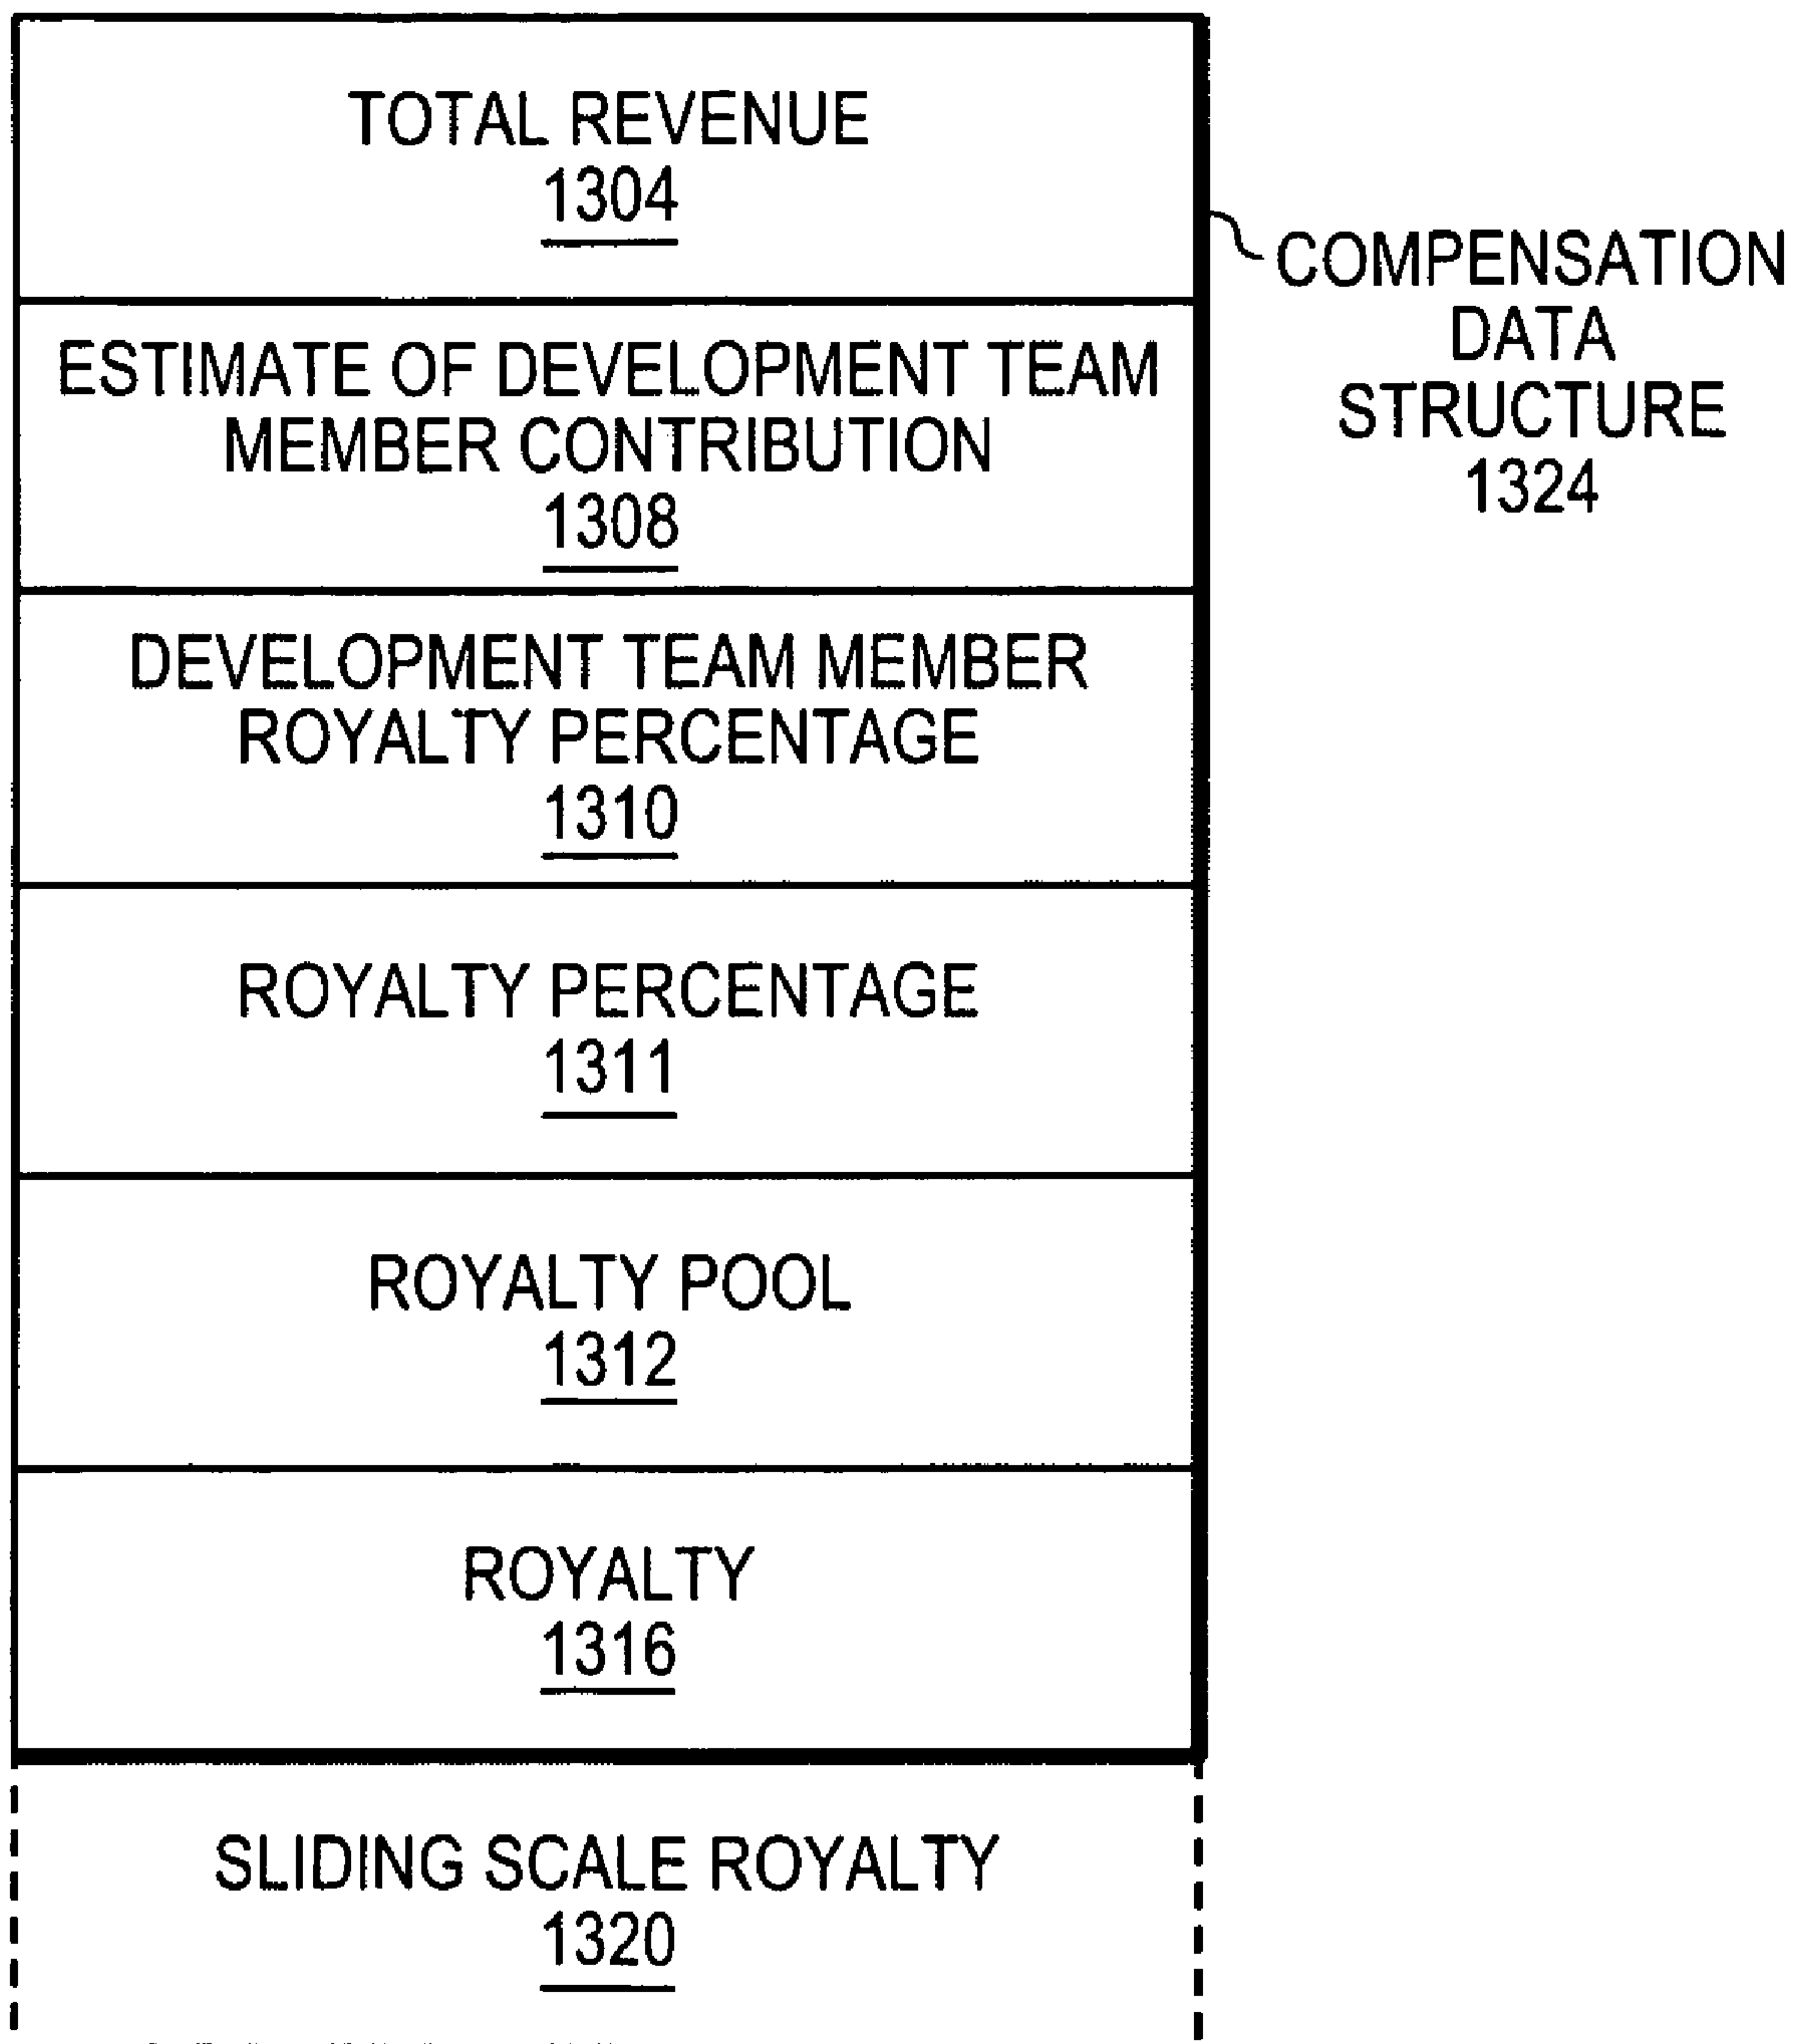 TOTAL REVENUE
1304
ESTIMATE OF DEVELOPMENT TEAM
MEMBER CONTRIBUTION
1308
DEVELOPMENT TEAM MEMBER
ROYALTY PERCENTAGE
1310
ROYALTY PERCENTAGE
1311
ROYALTY POOL
1312
ROYALTY
1316
SLIDING SCALE ROYALTY
1320
COMPENSATION
DATA
STRUCTURE
1324